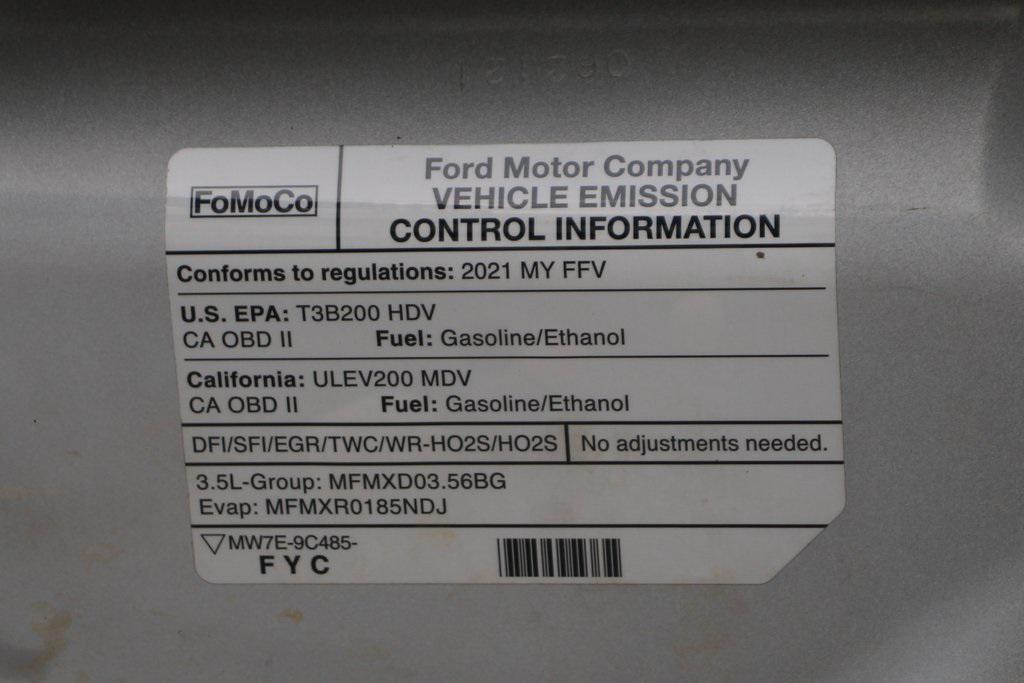 FoMoCo
Ford Motor Company
VEHICLE EMISSION
CONTROL INFORMATION
Conforms to regulations: 2021 MY FFV
U.S. EPA: T3B200 HDV
CA OBD II Fuel: Gasoline/Ethanol
California: ULEV200 MDV
CA OBD II Fuel: Gasoline/Ethanol
DFI/SFI/EGR/TWC/WR-HO2S/HO2S No adjustments needed.
3.5L-Group: MFMXD03.56BG
Evap: MFMXR0185NDJ
MW7E-9C485-
F Y C